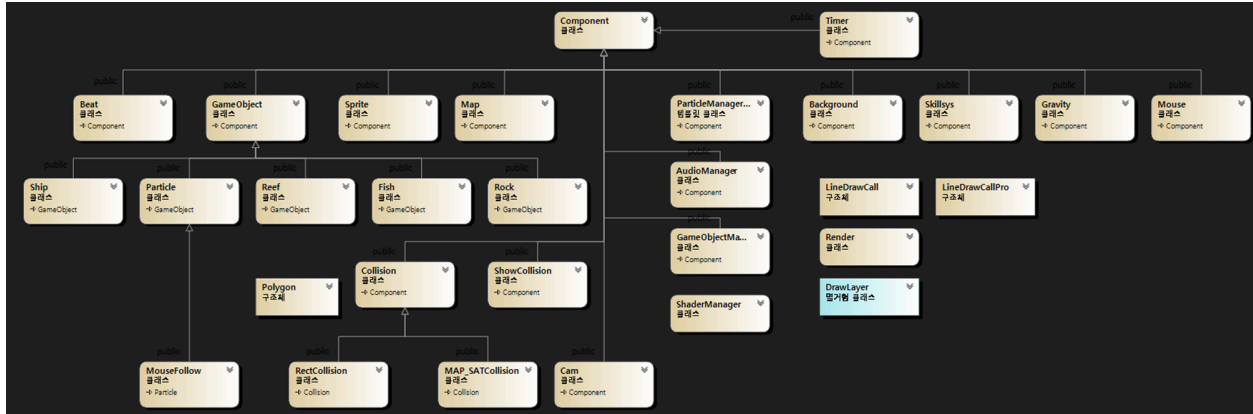 Component
클래스
public
Timer
클래스
Component
public
Beat
클래스
Component
public
GameObject
클래스
Component
public
Sprite
클래스
Component
public
Map
클래스
Component
public
ParticleManager...
템플릿 클래스
Component
public
Background
클래스
Component
public
Skillsys
클래스
Component
public
Gravity
클래스
Component
public
Mouse
클래스
Component
public
Ship
클래스
GameObject
public
Particle
클래스
GameObject
public
Reef
클래스
GameObject
public
Fish
클래스
GameObject
public
Rock
클래스
GameObject
public
AudioManager
클래스
Component
LineDrawCall
구조체
LineDrawCallPro
구조체
public
GameObjectMa...
클래스
Component
Render
클래스
Polygon
구조체
public
Collision
클래스
Component
public
ShowCollision
클래스
Component
ShaderManager
클래스
DrawLayer
열거형 클래스
public
MouseFollow
클래스
Particle
public
RectCollision
클래스
Collision
public
MAP_SATCollision
클래스
Collision
public
Cam
클래스
Component